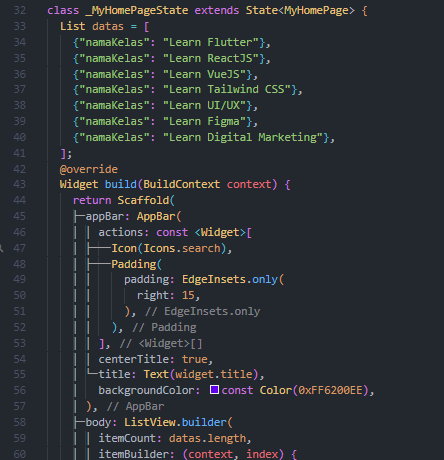 32 class _MyHomePageState extends State<MyHomePage> {
33 List datas = [
34 {"namaKelas": "Learn Flutter"},
35 {"namaKelas": "Learn ReactJS"},
36 {"namaKelas": "Learn VueJS"},
37 {"namaKelas": "Learn Tailwind CSS"},
38 {"namaKelas": "Learn UI/UX"},
39 {"namaKelas": "Learn Figma"},
40 {"namaKelas": "Learn Digital Marketing"},
41 ];
42 @override
43 Widget build(BuildContext context) {
44 return Scaffold(
45 appBar: AppBar(
46 actions: const <Widget>[
47 Icon(Icons.search),
48 Padding(
49 padding: EdgeInsets.only(
50 right: 15,
51 ), // EdgeInsets.only
52 ), // Padding
53 ], // <Widget>[]
54 centerTitle: true,
55 title: Text(widget.title),
56 backgroundColor: const Color(0xFF6200EE),
57 ), // AppBar
58 body: ListView.builder(
59 itemCount: datas.length,
60 itemBuilder: (context, index) {